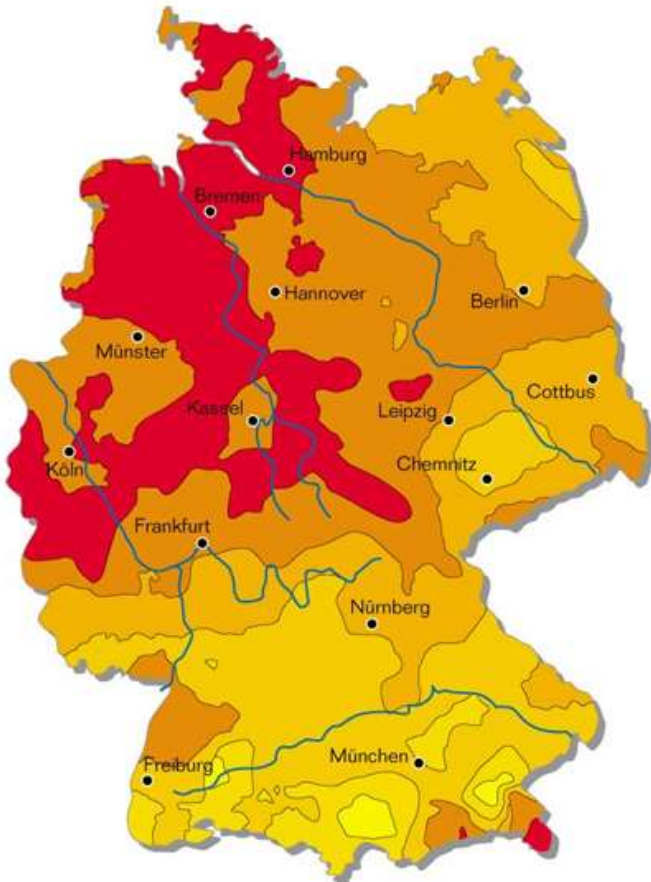 Hamburg
Bremen
Hannover
Berlin
Münster
Cottbus
Kassel
Leipzig
Köln
Chemnitz
Frankfurt
Nürnberg
München
Freiburg